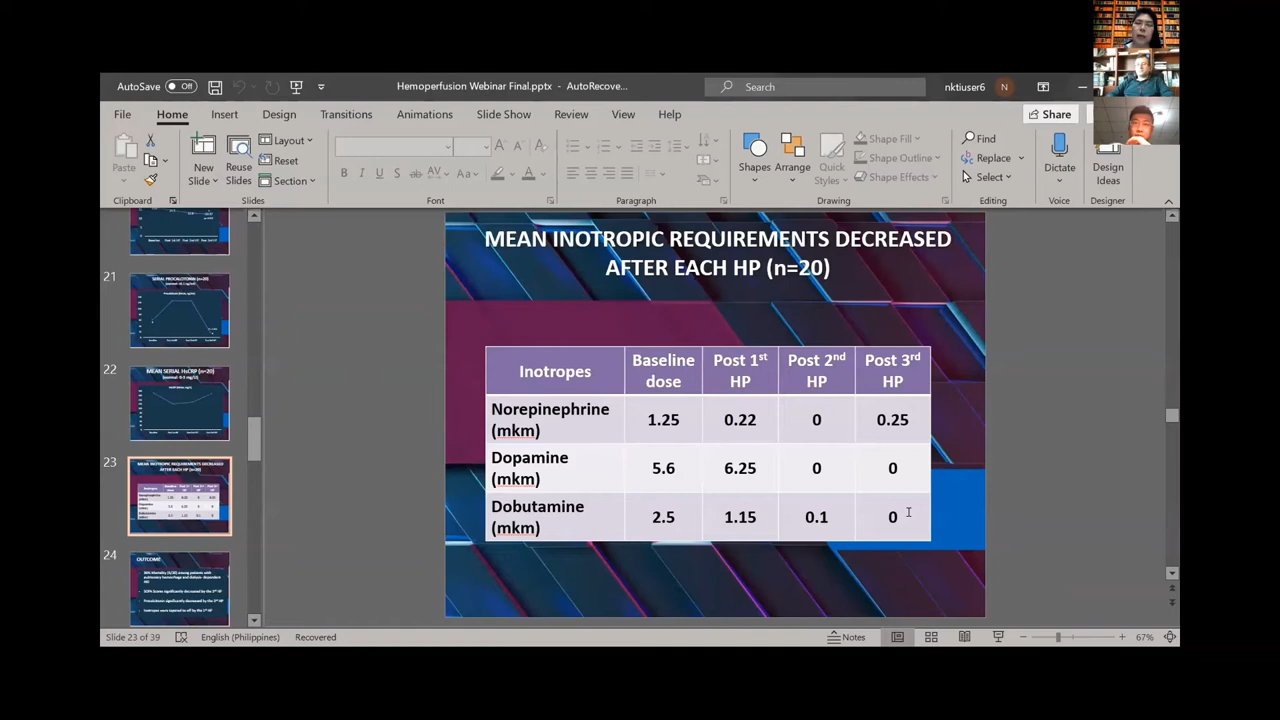 AutoSave Off Hemoperfusion Webinar Final.pptx - AutoRecove... Search nktiuser6 N
File Home Insert Design Transitions Animations Slide Show Review View Help Share
Paste New Slide Reuse Slides Layout Reset Section Shapes Arrange Quick Styles Shape Fill Shape Outline Shape Effects Find Replace Select Dictate Design Ideas
Clipboard Slides Font Paragraph Drawing Editing Voice Designer
21
22
MEAN SERIAL HsCRP (n=20)
23
MEAN INOTROPIC REQUIREMENTS DECREASED
AFTER EACH HP (n=20)
24
OUTCOME
MEAN INOTROPIC REQUIREMENTS DECREASED
AFTER EACH HP (n=20)
Inotropes Baseline dose Post 1st HP Post 2nd HP Post 3rd HP
Norepinephrine (mkm) 1.25 0.22 0 0.25
Dopamine (mkm) 5.6 6.25 0 0
Dobutamine (mkm) 2.5 1.15 0.1 0
Slide 23 of 39 English (Philippines) Recovered Notes 67%